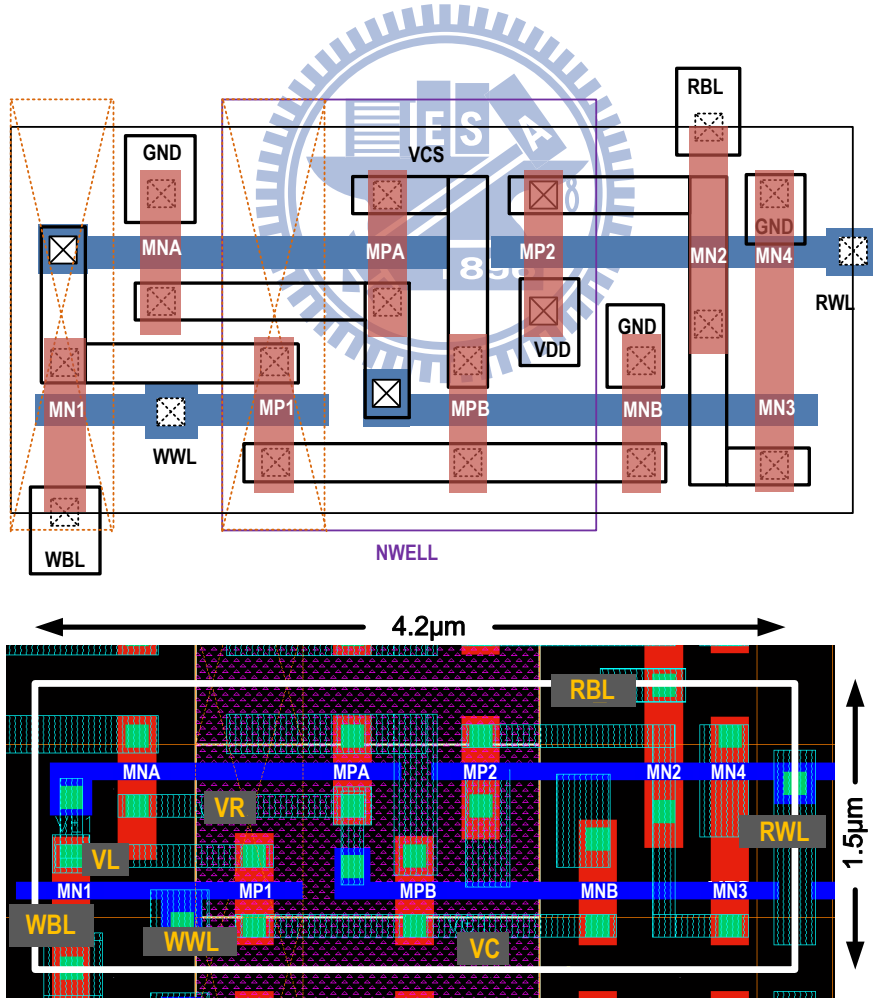 RBL
GND
VCS
E S A
MNA
MPA
MP2
MN2
GND
MN4
1896
RWL
GND
VDD
MN1
MP1
MPB
MNB
MN3
WWL
WBL
NWELL
4.2µm
RBL
MNA
MPA
MP2
MN2
MN4
VR
RWL
1.5µm
VL
MN1
MP1
MPB
MNB
MN3
WBL
WWL
VC